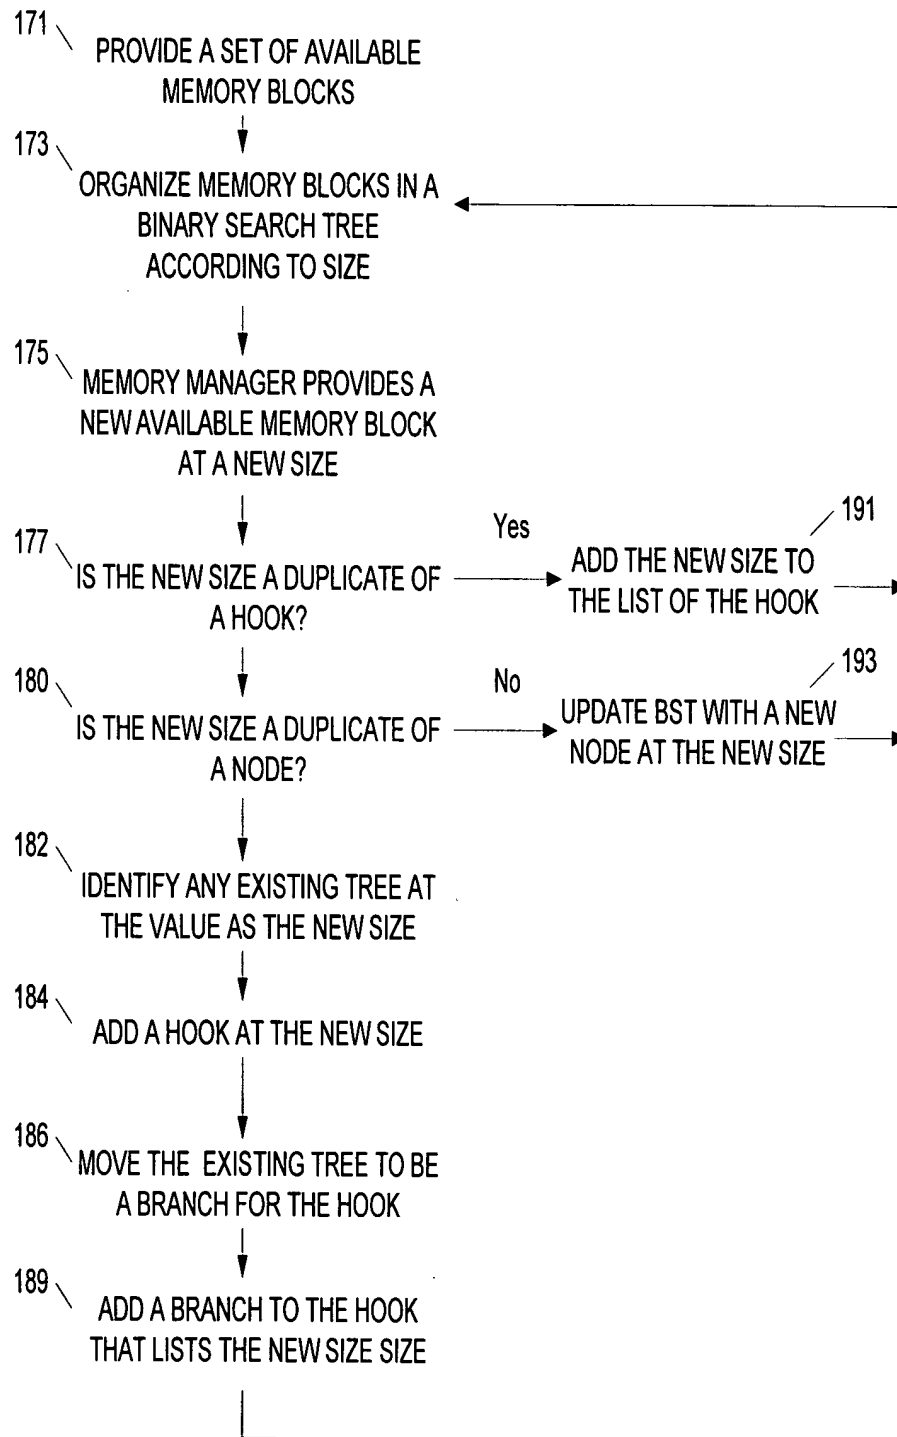 171
PROVIDE A SET OF AVAILABLE
MEMORY BLOCKS
173
ORGANIZE MEMORY BLOCKS IN A
BINARY SEARCH TREE
ACCORDING TO SIZE
175
MEMORY MANAGER PROVIDES A
NEW AVAILABLE MEMORY BLOCK
AT A NEW SIZE
177
IS THE NEW SIZE A DUPLICATE OF
A HOOK?
Yes
191
ADD THE NEW SIZE TO
THE LIST OF THE HOOK
180
IS THE NEW SIZE A DUPLICATE OF
A NODE?
No
193
UPDATE BST WITH A NEW
NODE AT THE NEW SIZE
182
IDENTIFY ANY EXISTING TREE AT
THE VALUE AS THE NEW SIZE
184
ADD A HOOK AT THE NEW SIZE
186
MOVE THE EXISTING TREE TO BE
A BRANCH FOR THE HOOK
189
ADD A BRANCH TO THE HOOK
THAT LISTS THE NEW SIZE SIZE